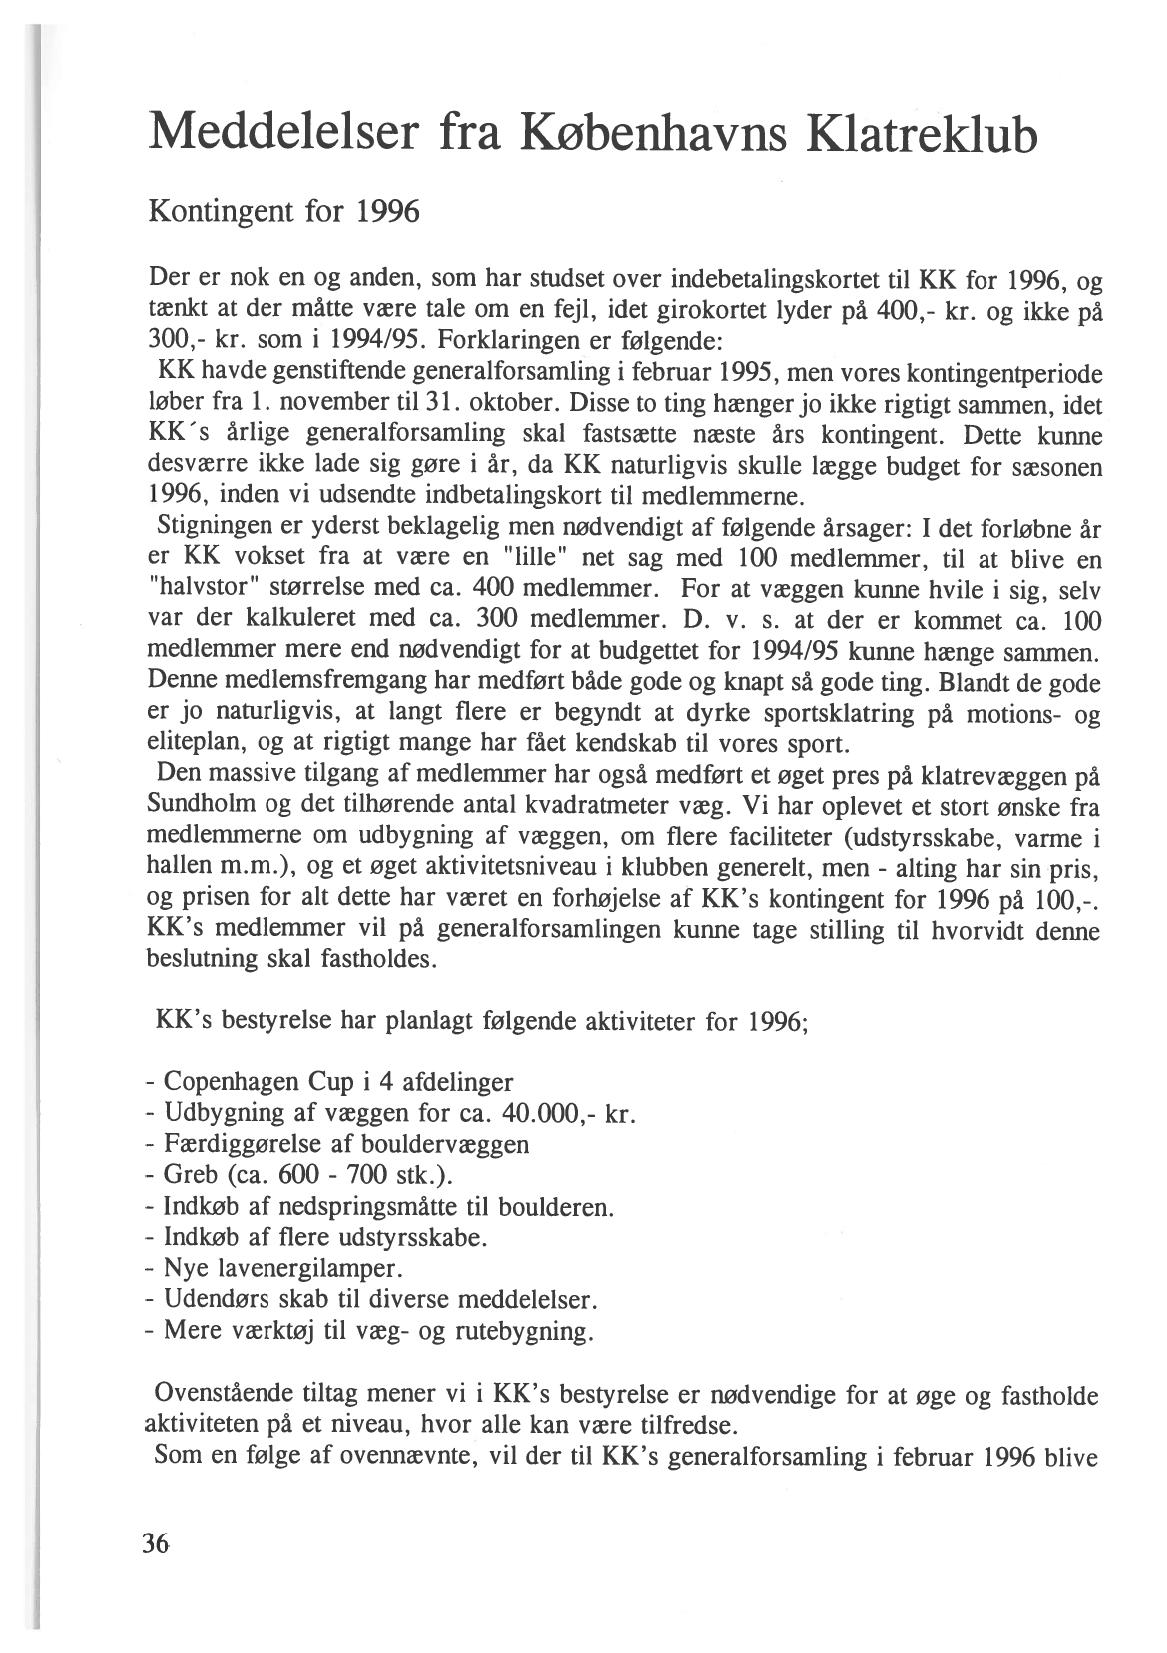 Meddelelser fra Københavns Klatreklub
Kontingent for 1996
Der er nok en og anden, som har studset over indebetalingskortet til KK for 1996, og
tænkt at der måtte være tale om en fejl, idet girokortet lyder på 400,- kr. og ikke på
300,- kr. som i 1994/95. Forklaringen er følgende:
KK havde genstiftende generalforsamling i februar 1995, men vores kontingentperiode
løber fra 1. november til 31. oktober. Disse to ting hænger jo ikke rigtigt sammen, idet
KK´s årlige generalforsamling skal fastsætte næste års kontingent. Dette kunne
desværre ikke lade sig gøre i år, da KK naturligvis skulle lægge budget for sæsonen
1996, inden vi udsendte indbetalingskort til medlemmerne.
Stigningen er yderst beklagelig men nødvendigt af følgende årsager: I det forløbne år
er KK vokset fra at være en "lille" net sag med 100 medlemmer, til at blive en
"halvstor" størrelse med ca. 400 medlemmer. For at væggen kunne hvile i sig, selv
var der kalkuleret med ca. 300 medlemmer. D. v. s. at der er kommet ca. 100
medlemmer mere end nødvendigt for at budgettet for 1994/95 kunne hænge sammen.
Denne medlemsfremgang har medført både gode og knapt så gode ting. Blandt de gode
er jo naturligvis, at langt flere er begyndt at dyrke sportsklatring på motions- og
eliteplan, og at rigtigt mange har fået kendskab til vores sport.
Den massive tilgang af medlemmer har også medført et øget pres på klatrevæggen på
Sundholm og det tilhørende antal kvadratmeter væg. Vi har oplevet et stort ønske fra
medlemmerne om udbygning af væggen, om flere faciliteter (udstyrsskabe, varme i
hallen m.m.), og et øget aktivitetsniveau i klubben generelt, men - alting har sin pris,
og prisen for alt dette har været en forhøjelse af KK's kontingent for 1996 på 100,-.
KK's medlemmer vil på generalforsamlingen kunne tage stilling til hvorvidt denne
beslutning skal fastholdes.
KK's bestyrelse har planlagt følgende aktiviteter for 1996;
- Copenhagen Cup i 4 afdelinger
- Udbygning af væggen for ca. 40.000,- kr.
- Færdiggørelse af bouldervæggen
- Greb (ca. 600 - 700 stk.).
- Indkøb af nedspringsmåtte til boulderen.
- Indkøb af flere udstyrsskabe.
- Nye lavenergilamper.
- Udendørs skab til diverse meddelelser.
- Mere værktøj til væg- og rutebygning.
Ovenstående tiltag mener vi i KK's bestyrelse er nødvendige for at øge og fastholde
aktiviteten på et niveau, hvor alle kan være tilfredse.
Som en følge af ovennævnte, vil der til KK's generalforsamling i februar 1996 blive
36